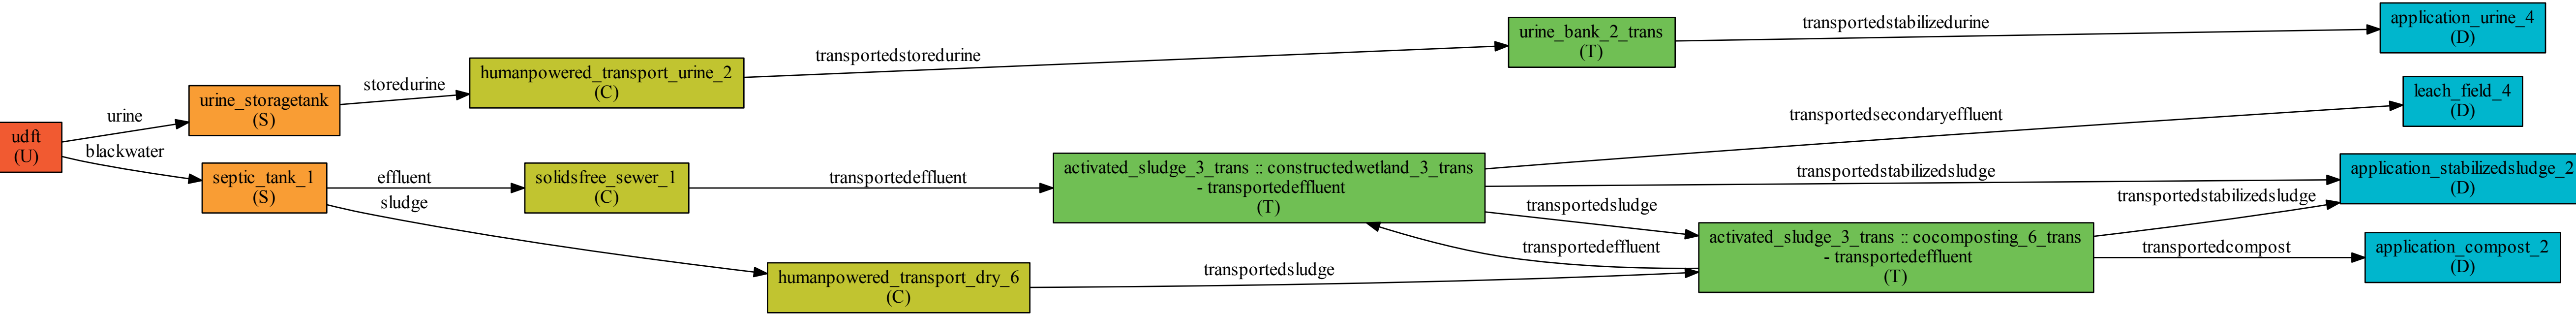 udft
(U)
urine
blackwater
urine_storagetank
(S)
septic_tank_1
(S)
storedurine
effluent
sludge
humanpowered_transport_urine_2
(C)
solidsfree_sewer_1
(C)
humanpowered_transport_dry_6
(C)
transportedstoredurine
transportedeffluent
transportedsludge
activated_sludge_3_trans :: constructedwetland_3_trans
- transportedeffluent
(T)
urine_bank_2_trans
(T)
transportedsludge
transportedeffluent
activated_sludge_3_trans :: cocomposting_6_trans
- transportedeffluent
(T)
transportedstabilizedurine
transportedsecondaryeffluent
transportedstabilizedsludge
transportedstabilizedsludge
transportedcompost
application_urine_4
(D)
leach_field_4
(D)
application_stabilizedsludge_2
(D)
application_compost_2
(D)